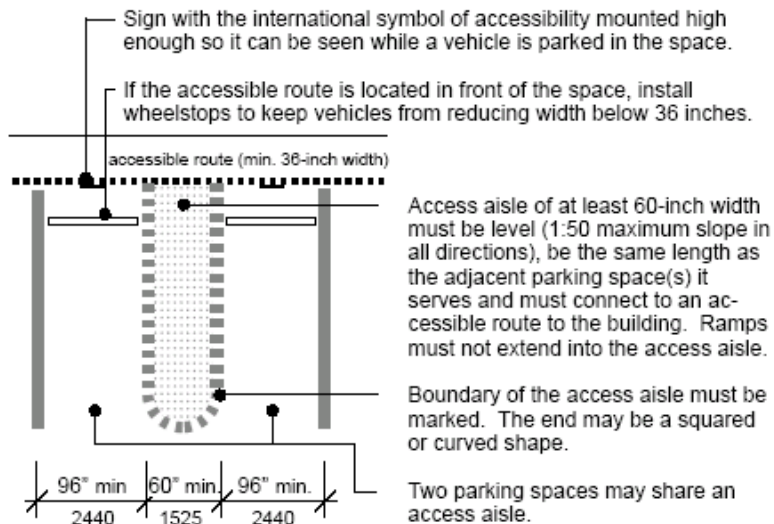 Sign with the international symbol of accessibility mounted high
enough so it can be seen while a vehicle is parked in the space.
If the accessible route is located in front of the space, install
wheelstops to keep vehicles from reducing width below 36 inches.
accessible route (min. 36-inch width)
Access aisle of at least 60-inch width
must be level (1:50 maximum slope in
all directions), be the same length as
the adjacent parking space(s) it
serves and must connect to an ac-
cessible route to the building. Ramps
must not extend into the access aisle.
Boundary of the access aisle must be
marked. The end may be a squared
or curved shape.
Two parking spaces may share an
access aisle.
96" min 60" min. 96" min.
2440 1525 2440